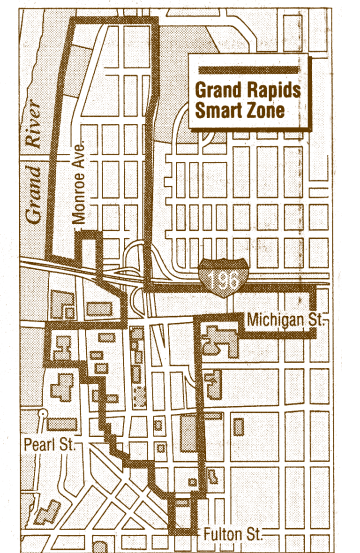 Grand Rapids
Smart Zone
Grand River
Monroe Ave.
196
Michigan St.
Pearl St.
Fulton St.